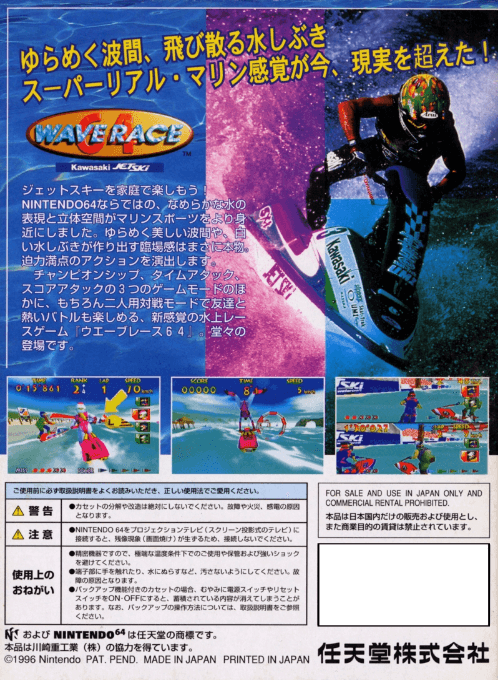 ゆらめく波間、飛び散る水しぶき
スーパーリアル・マリン感覚が今、現実を超えた！
WAVE RACE
64
TM
Kawasaki JET SKI
ジェットスキーを家庭で楽しもう！
NINTENDO64ならではの、なめらかな水の
表現と立体空間がマリンスポーツをより身
近にしました。ゆらめく美しい波間や、白
い水しぶきが作り出す臨場感はまさに本物。
迫力満点のアクションを演出します。
チャンピオンシップ、タイムアタック、
スコアアタックの３つのゲームモードのほ
かに、もちろん二人用対戦モードで友達と
熱いバトルも楽しめる、新感覚の水上レー
スゲーム『ウエーブレース６４』。堂々の
登場です。
Kawasaki
RANK LAP SPEED
0'15"861 2 1 70
SCORE TIME SPEED
00000 8 5
ご使用前に必ず取扱説明書をよくお読みいただき、正しい使用法でご愛用ください。
警告
●カセットの分解や改造は絶対にしないでください。故障や火災、感電の原因
となります。
注意
●NINTENDO 64をプロジェクションテレビ(スクリーン投影式のテレビ)に
接続すると、残像現象(画面焼け)が生ずるため、接続しないでください。
使用上の
おねがい
●精密機器ですので、極端な温度条件下でのご使用や保管および強いショック
を避けてください。
●端子部に手を触れたり、水にぬらすなど、汚さないようにしてください。故
障の原因となります。
●バックアップ機能付きのカセットの場合、むやみに電源スイッチやリセット
スイッチをON・OFFにすると、蓄積されている内容が消えてしまうことが
あります。なお、バックアップの操作方法については、取扱説明書をご参照
ください。
FOR SALE AND USE IN JAPAN ONLY AND
COMMERCIAL RENTAL PROHIBITED.
本品は日本国内だけの販売および使用とし、
また商業目的の賃貸は禁止されています。
および NINTENDO64 は任天堂の商標です。
本品は川崎重工業（株）の協力を得ています。
©1996 Nintendo PAT. PEND. MADE IN JAPAN PRINTED IN JAPAN
任天堂株式会社